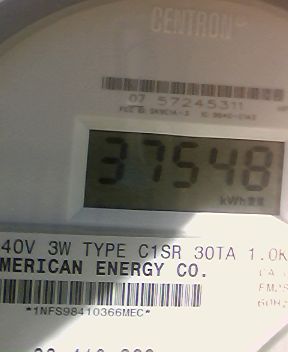 CENTRON
07 57245311
37548
kWh
40V 3W TYPE C1SR 30TA 1.0K
MERICAN ENERGY CO.
*1NFS98410366MEC*